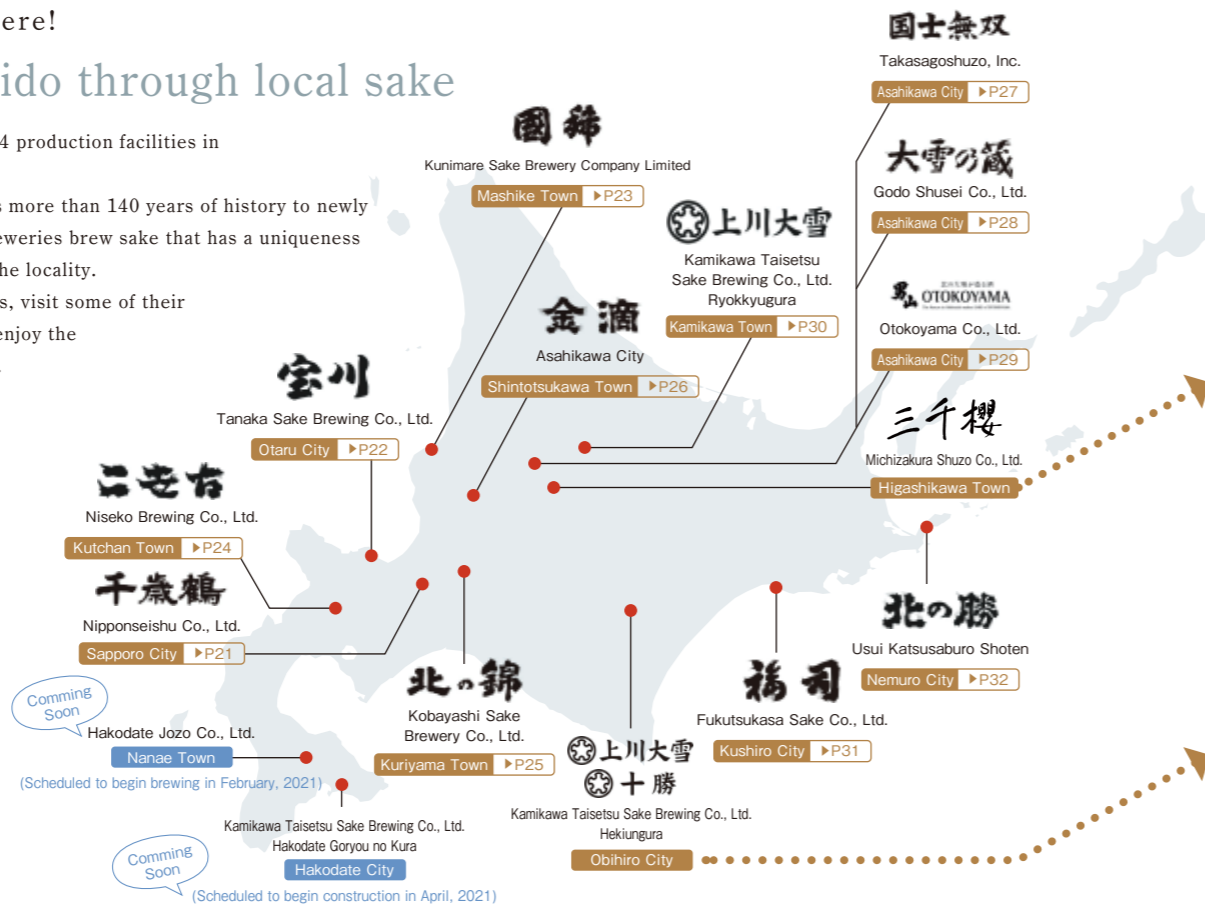 ere!
ido through local sake
4 production facilities in
s more than 140 years of history to newly
eweries brew sake that has a uniqueness
he locality.
s, visit some of their
enjoy the
國稀
Kunimare Sake Brewery Company Limited
Mashike Town ▶P23
国士無双
Takasagoshuzo, Inc.
Asahikawa City ▶P27
大雪乃蔵
Godo Shusei Co., Ltd.
Asahikawa City ▶P28
男山 OTOKOYAMA
Otokoyama Co., Ltd.
Asahikawa City ▶P29
三千櫻
Michizakura Shuzo Co., Ltd.
Higashikawa Town
上川大雪
Kamikawa Taisetsu
Sake Brewing Co., Ltd.
Ryokkyugura
Kamikawa Town ▶P30
金滴
Asahikawa City
Shintotsukawa Town ▶P26
宝川
Tanaka Sake Brewing Co., Ltd.
Otaru City ▶P22
二世古
Niseko Brewing Co., Ltd.
Kutchan Town ▶P24
千歳鶴
Nipponseishu Co., Ltd.
Sapporo City ▶P21
Comming
Soon
Hakodate Jozo Co., Ltd.
Nanae Town
(Scheduled to begin brewing in February, 2021)
Kamikawa Taisetsu Sake Brewing Co., Ltd.
Hakodate Goryou no Kura
Comming
Soon
Hakodate City
(Scheduled to begin construction in April, 2021)
北の錦
Kobayashi Sake
Brewery Co., Ltd.
Kuriyama Town ▶P25
上川大雪
十勝
Kamikawa Taisetsu Sake Brewing Co., Ltd.
Hekiungura
Obihiro City
福司
Fukutsukasa Sake Co., Ltd.
Kushiro City ▶P31
北の勝
Usui Katsusaburo Shoten
Nemuro City ▶P32